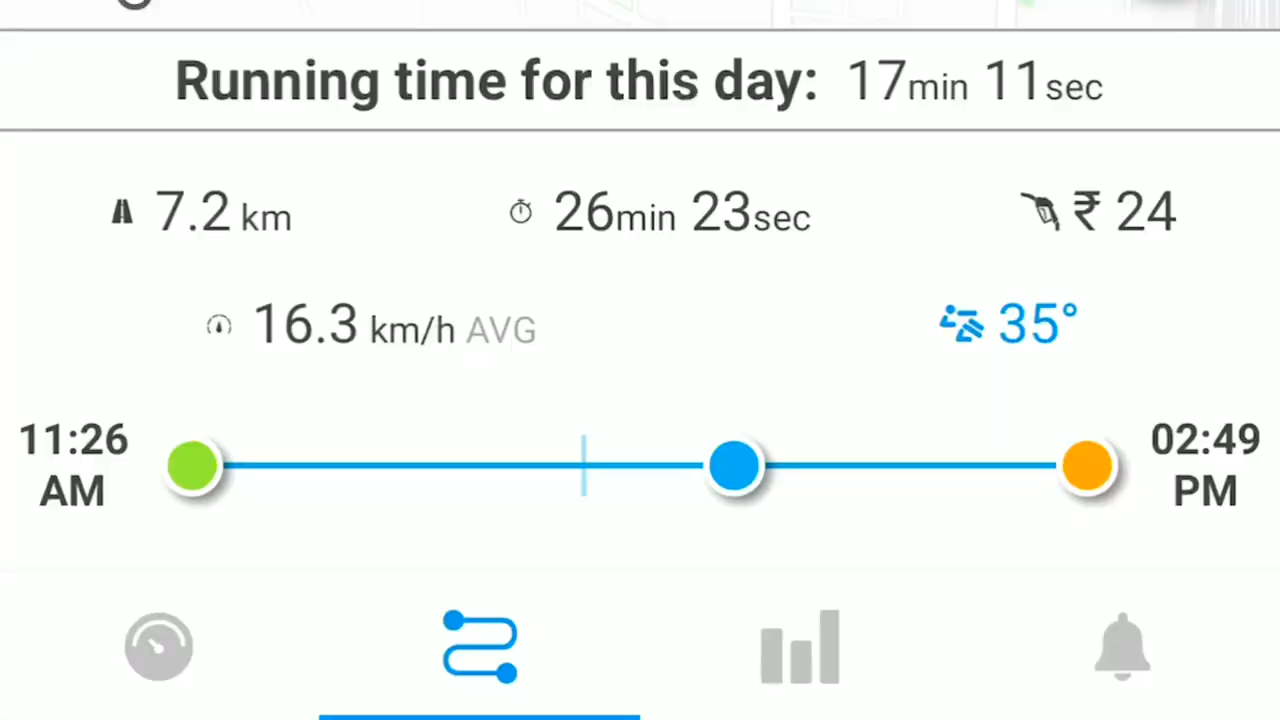 Running time for this day: 17min 11sec
7.2 km 26min 23sec ₹ 24
16.3 km/h AVG 35°
11:26 AM
02:49 PM